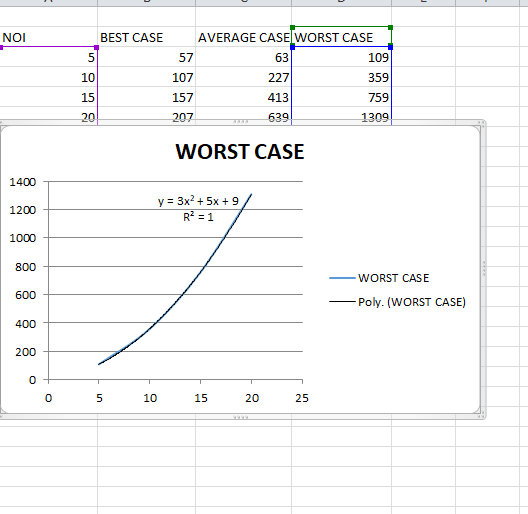 NOI BEST CASE AVERAGE CASE WORST CASE
5 57 63 109
10 107 227 359
15 157 413 759
20 207 639 1309
WORST CASE
1400
1200
1000
800
600
400
200
0
y = 3x² + 5x + 9
R² = 1
0 5 10 15 20 25
WORST CASE
Poly. (WORST CASE)